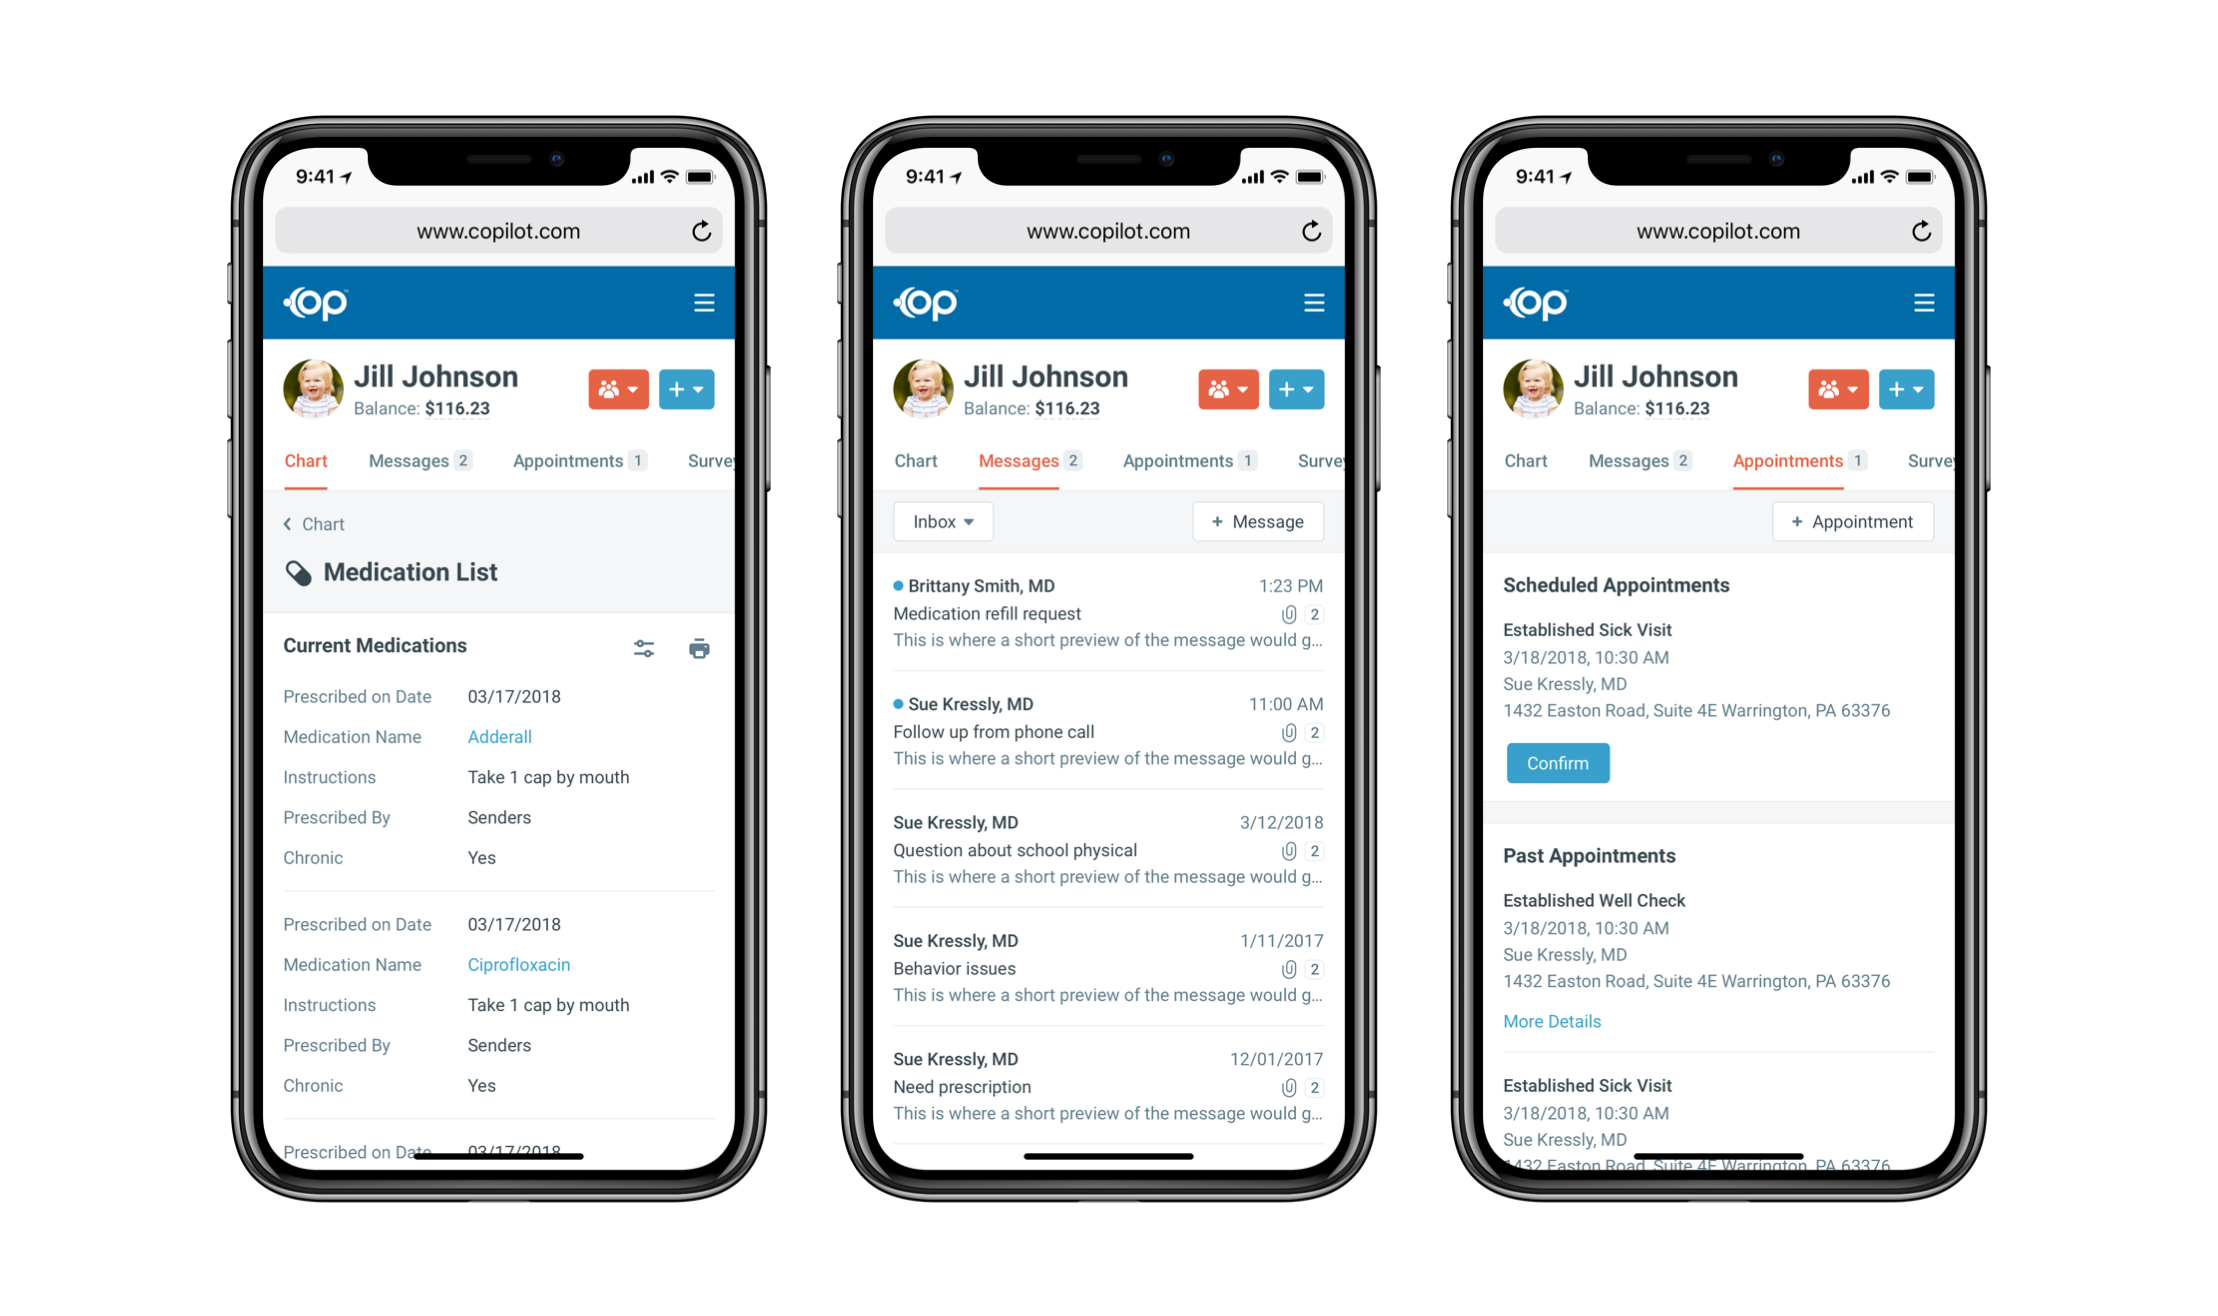 9:41
www.copilot.com
op
Jill Johnson
Balance: $116.23
Chart Messages 2 Appointments 1 Surve
Chart
Medication List
Current Medications
Prescribed on Date 03/17/2018
Medication Name Adderall
Instructions Take 1 cap by mouth
Prescribed By Senders
Chronic Yes
Prescribed on Date 03/17/2018
Medication Name Ciprofloxacin
Instructions Take 1 cap by mouth
Prescribed By Senders
Chronic Yes
Prescribed on Date 03/17/2018
9:41
www.copilot.com
op
Jill Johnson
Balance: $116.23
Chart Messages 2 Appointments 1 Surve
Inbox + Message
Brittany Smith, MD 1:23 PM
Medication refill request 2
This is where a short preview of the message would g...
Sue Kressly, MD 11:00 AM
Follow up from phone call 2
This is where a short preview of the message would g...
Sue Kressly, MD 3/12/2018
Question about school physical 2
This is where a short preview of the message would g...
Sue Kressly, MD 1/11/2017
Behavior issues 2
This is where a short preview of the message would g...
Sue Kressly, MD 12/01/2017
Need prescription 2
This is where a short preview of the message would g...
9:41
www.copilot.com
op
Jill Johnson
Balance: $116.23
Chart Messages 2 Appointments 1 Surve
+ Appointment
Scheduled Appointments
Established Sick Visit
3/18/2018, 10:30 AM
Sue Kressly, MD
1432 Easton Road, Suite 4E Warrington, PA 63376
Confirm
Past Appointments
Established Well Check
3/18/2018, 10:30 AM
Sue Kressly, MD
1432 Easton Road, Suite 4E Warrington, PA 63376
More Details
Established Sick Visit
3/18/2018, 10:30 AM
Sue Kressly, MD
1432 Easton Road, Suite 4E Warrington, PA 63376